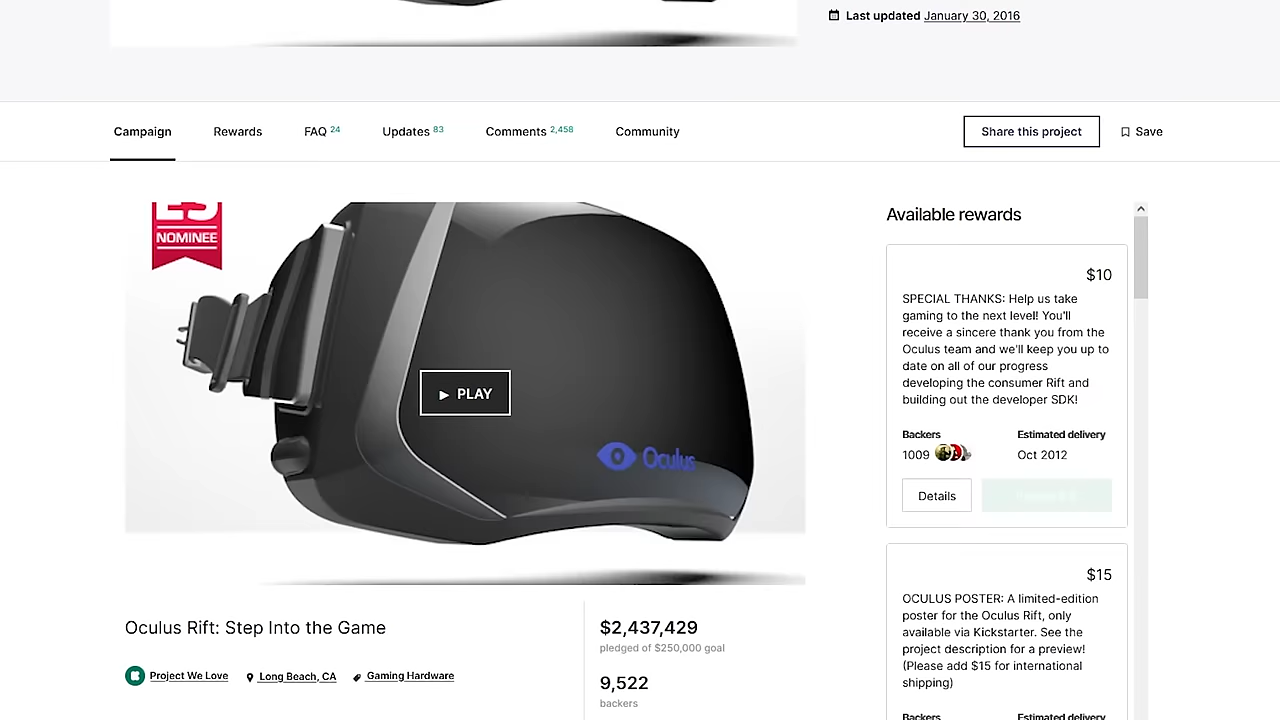 Last updated January 30, 2016
Campaign
Rewards
FAQ 24
Updates 83
Comments 2,458
Community
Share this project
Save
NOMINEE
▶ PLAY
Oculus
Oculus Rift: Step Into the Game
Project We Love
Long Beach, CA
Gaming Hardware
$2,437,429
pledged of $250,000 goal
9,522
backers
Available rewards
$10
SPECIAL THANKS: Help us take
gaming to the next level! You'll
receive a sincere thank you from the
Oculus team and we'll keep you up to
date on all of our progress
developing the consumer Rift and
building out the developer SDK!
Backers
Estimated delivery
1009
Oct 2012
Details
$15
OCULUS POSTER: A limited-edition
poster for the Oculus Rift, only
available via Kickstarter. See the
project description for a preview!
(Please add $15 for international
shipping)
Backers
Estimated delivery